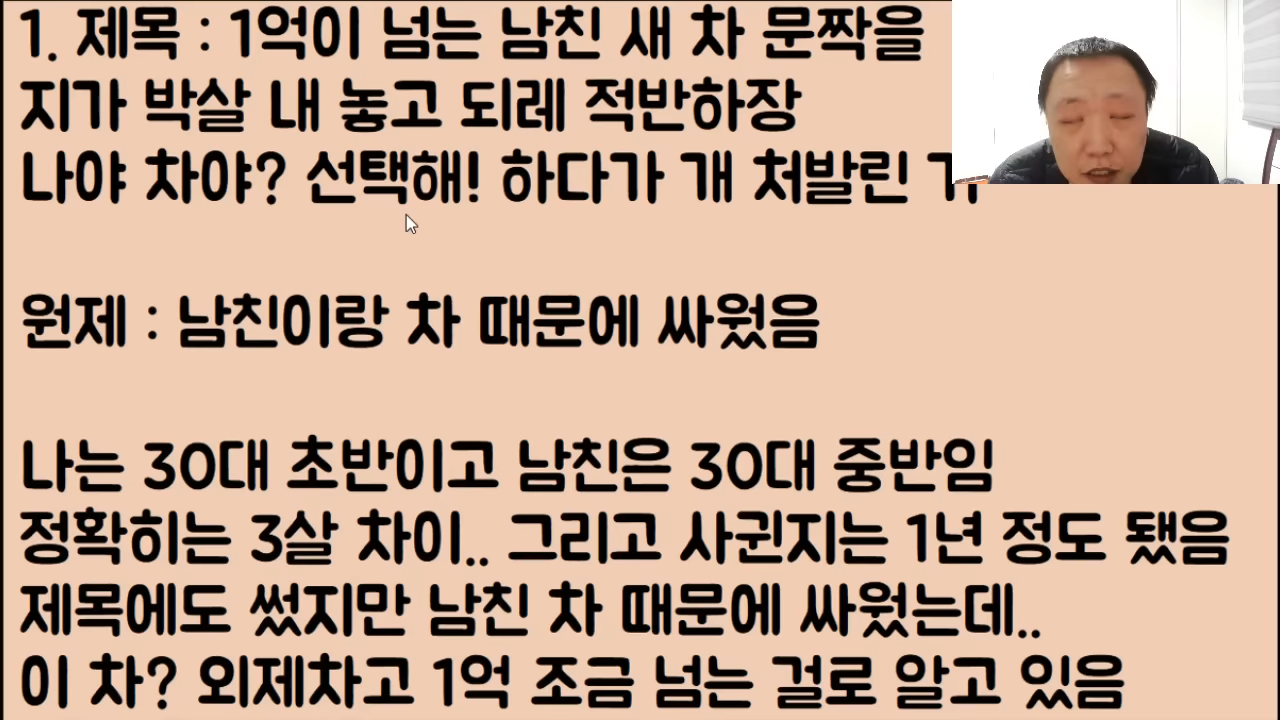 1. 제목 : 1억이 넘는 남친 새 차 문짝을
지가 박살 내 놓고 되레 적반하장
나야 차야? 선택해! 하다가 개 처발린
원제 : 남친이랑 차 때문에 싸웠음
나는 30대 초반이고 남친은 30대 중반임
정확히는 3살 차이.. 그리고 사귄지는 1년 정도 됐음
제목에도 썼지만 남친 차 때문에 싸웠는데..
이 차? 외제차고 1억 조금 넘는 걸로 알고 있음